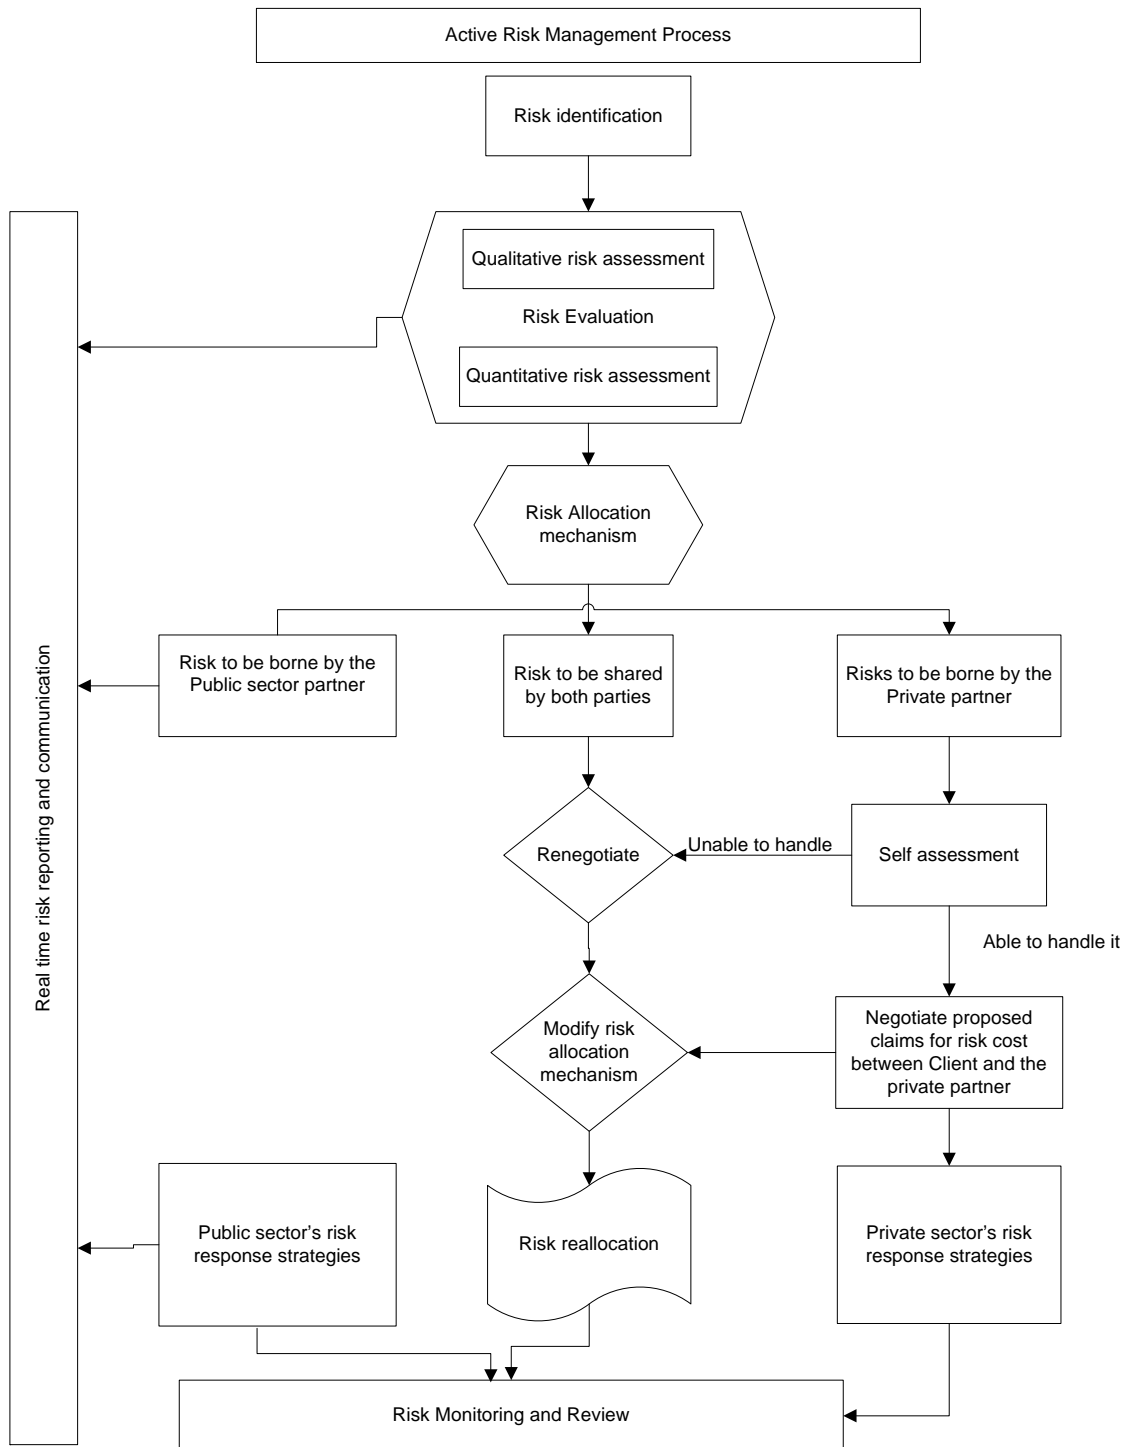 Active Risk Management Process
Risk identification
Qualitative risk assessment
Risk Evaluation
Quantitative risk assessment
Risk Allocation
mechanism
Risk to be borne by the
Public sector partner
Risk to be shared
by both parties
Risks to be borne by the
Private partner
Renegotiate
Unable to handle
Self assessment
Able to handle it
Real time risk reporting and communication
Modify risk
allocation
mechanism
Negotiate proposed
claims for risk cost
between Client and the
private partner
Public sector’s risk
response strategies
Risk reallocation
Private sector’s risk
response strategies
Risk Monitoring and Review